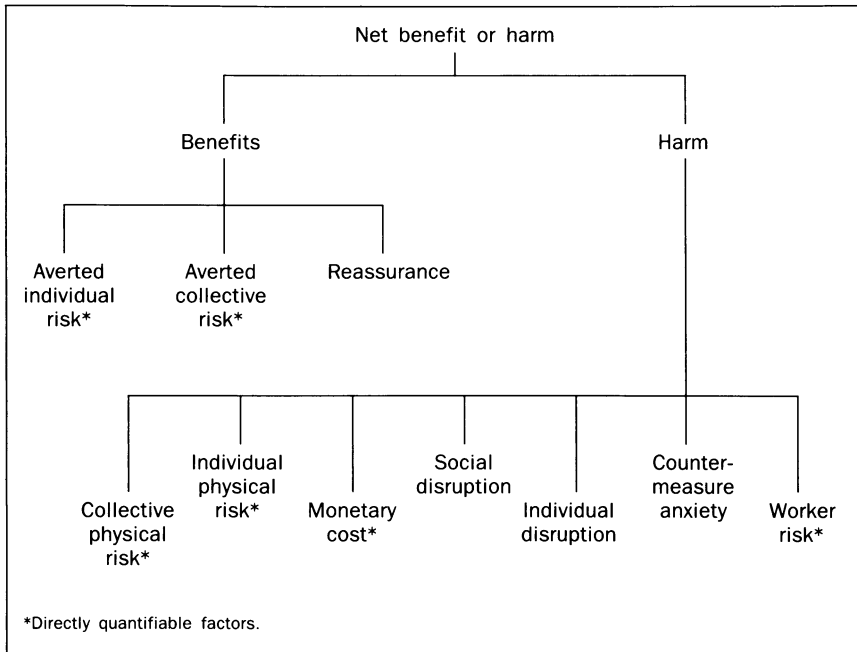 Net benefit or harm
Benefits
Harm
Averted
individual
risk*
Averted
collective
risk*
Reassurance
Collective
physical
risk*
Individual
physical
risk*
Monetary
cost*
Social
disruption
Individual
disruption
Counter-
measure
anxiety
Worker
risk*
*Directly quantifiable factors.